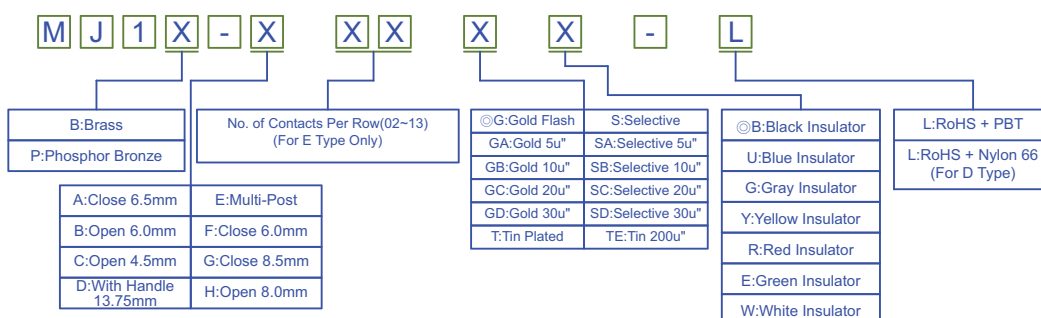 M J 1 X - X X X X X - L
B:Brass
P:Phosphor Bronze
A:Close 6.5mm E:Multi-Post
B:Open 6.0mm F:Close 6.0mm
C:Open 4.5mm G:Close 8.5mm
D:With Handle
13.75mm
H:Open 8.0mm
No. of Contacts Per Row(02~13)
(For E Type Only)
◎G:Gold Flash S:Selective
GA:Gold 5u" SA:Selective 5u"
GB:Gold 10u" SB:Selective 10u"
GC:Gold 20u" SC:Selective 20u"
GD:Gold 30u" SD:Selective 30u"
T:Tin Plated TE:Tin 200u"
◎B:Black Insulator
U:Blue Insulator
G:Gray Insulator
Y:Yellow Insulator
R:Red Insulator
E:Green Insulator
W:White Insulator
L:RoHS + PBT
L:RoHS + Nylon 66
(For D Type)